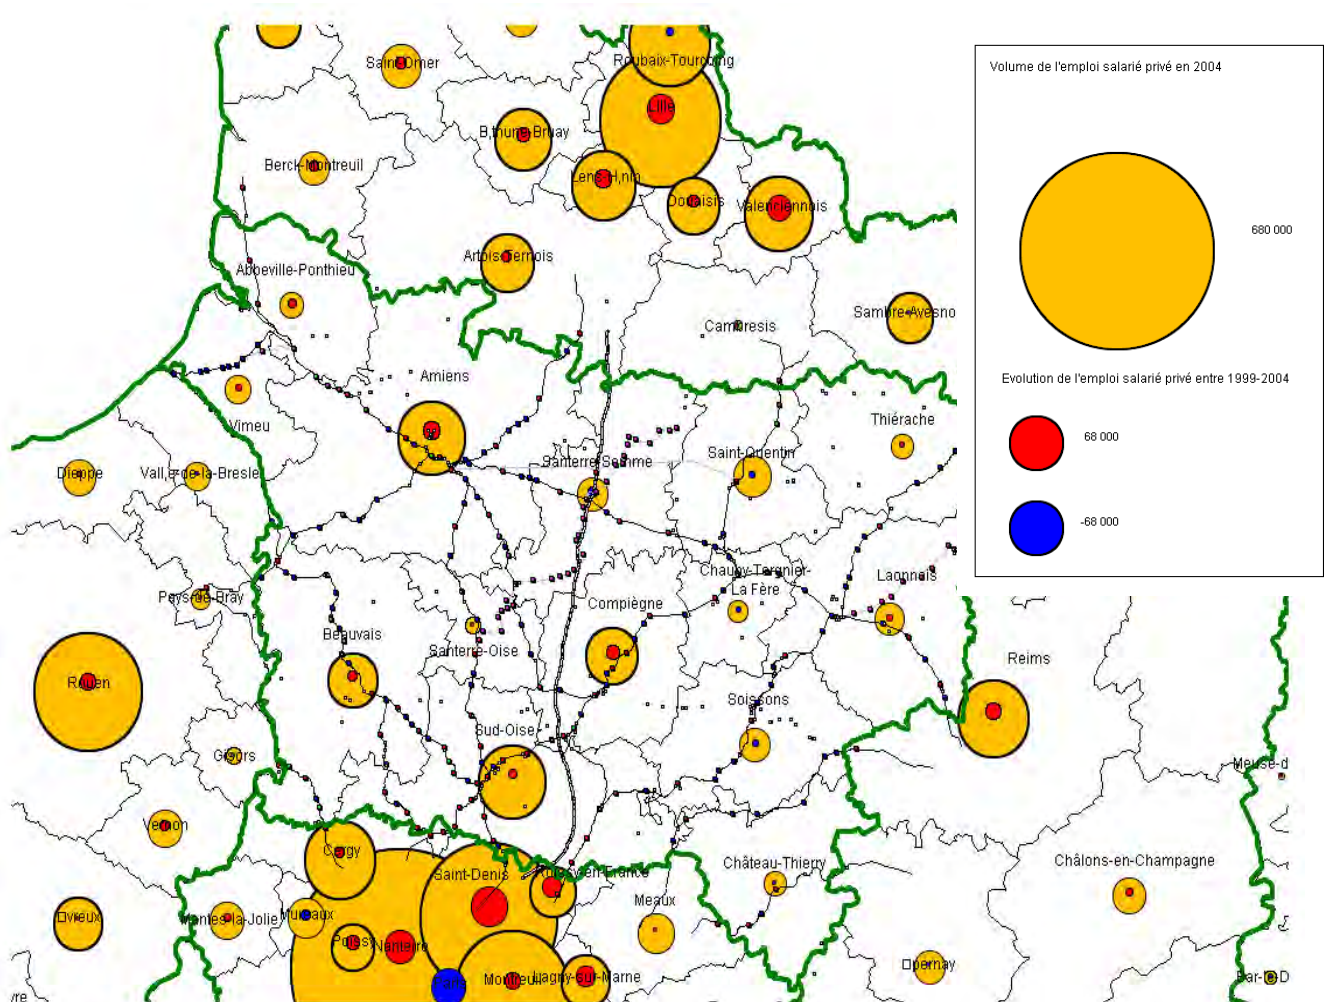 Volume de l'emploi salarié privé en 2004
680 000
Evolution de l'emploi salarié privé entre 1999-2004
68 000
-68 000
Saint-Omer
Roubaix-Tourcoing
Lille
B,thune-Bruay
Berck-Montreuil
Lens-H,nin
Douaisis
Valenciennois
Artois-Ternois
Abbeville-Ponthieu
Cambresis
Sambre-Avesno
Amiens
Vimeu
Thiérache
Dieppe
Vall,e-de-la-Bresle
Santerre-Somme
Saint-Quentin
Pays-de-Bray
Chauny-Tergnier-
La Fère
Laonnois
Compiègne
Beauvais
Santerre-Oise
Reims
Rouen
Soissons
Sud-Oise
Gisors
Meuse-d
Vernon
Cergy
Saint-Denis
Roissy-en-France
Château-Thierry
Châlons-en-Champagne
Meaux
vreux
Mantes-la-Jolie
Mureaux
Poissy
Nanterre
Paris
Montreuil
Lagny-sur-Marne
pernay
Bar-le-D
vre